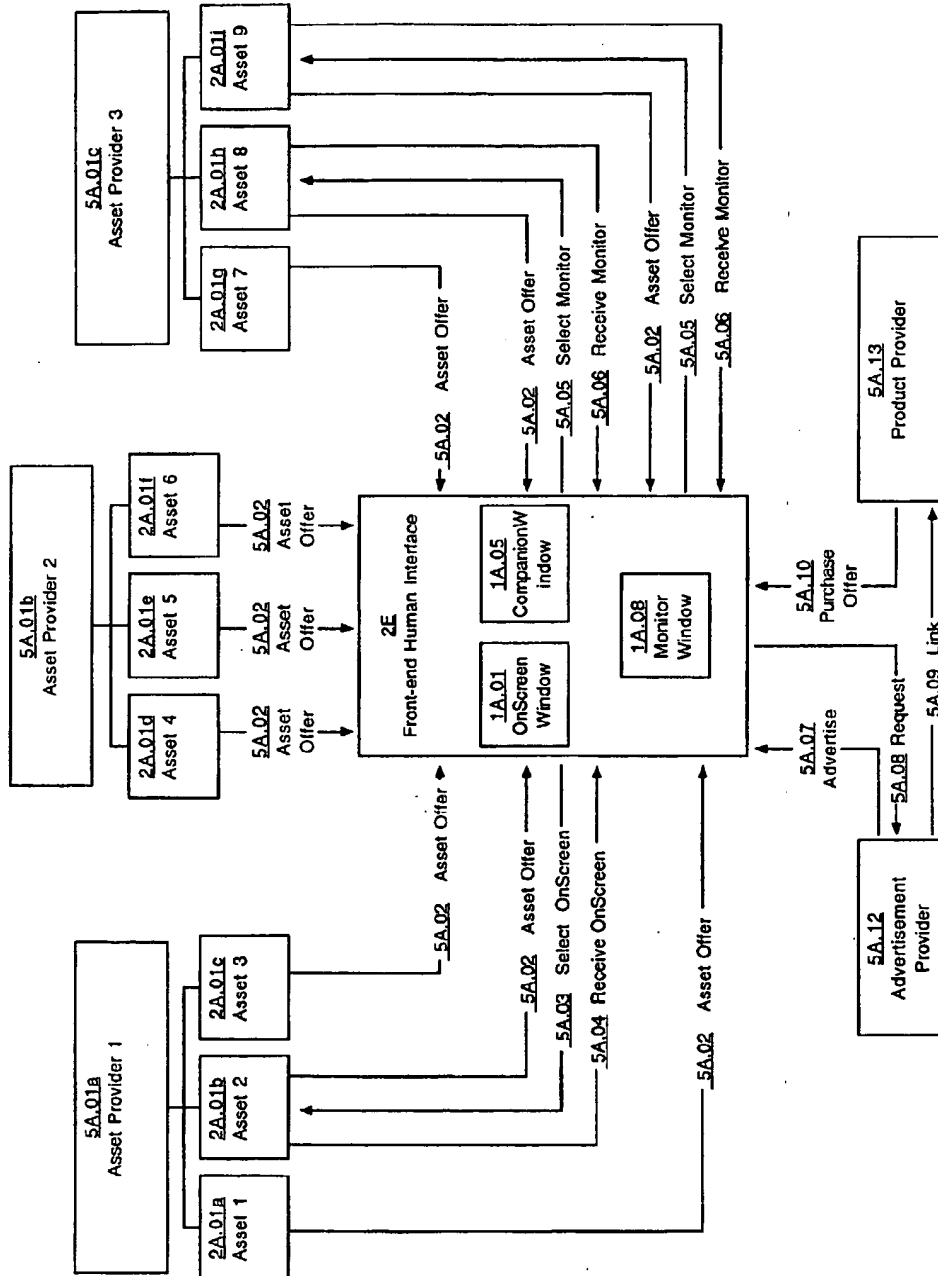 5A.01a
Asset Provider 1
2A.01a
Asset 1
2A.01b
Asset 2
2A.01c
Asset 3
5A.01b
Asset Provider 2
2A.01d
Asset 4
2A.01e
Asset 5
2A.01f
Asset 6
5A.01c
Asset Provider 3
2A.01g
Asset 7
2A.01h
Asset 8
2A.01i
Asset 9
5A.02 Asset Offer
5A.02 Asset Offer
5A.03 Select OnScreen
5A.04 Receive OnScreen
5A.02 Asset Offer
5A.02
Asset
Offer
5A.02
Asset
Offer
5A.02
Asset
Offer
5A.02 Asset Offer
5A.02 Asset Offer
5A.05 Select Monitor
5A.06 Receive Monitor
5A.02 Asset Offer
5A.05 Select Monitor
5A.06 Receive Monitor
2E
Front-end Human Interface
1A.01
OnScreen
Window
1A.05
CompanionW
indow
1A.08
Monitor
Window
5A.07
Advertise
5A.08 Request
5A.10
Purchase
Offer
5A.12
Advertisement
Provider
5A.09 Link
5A.13
Product Provider